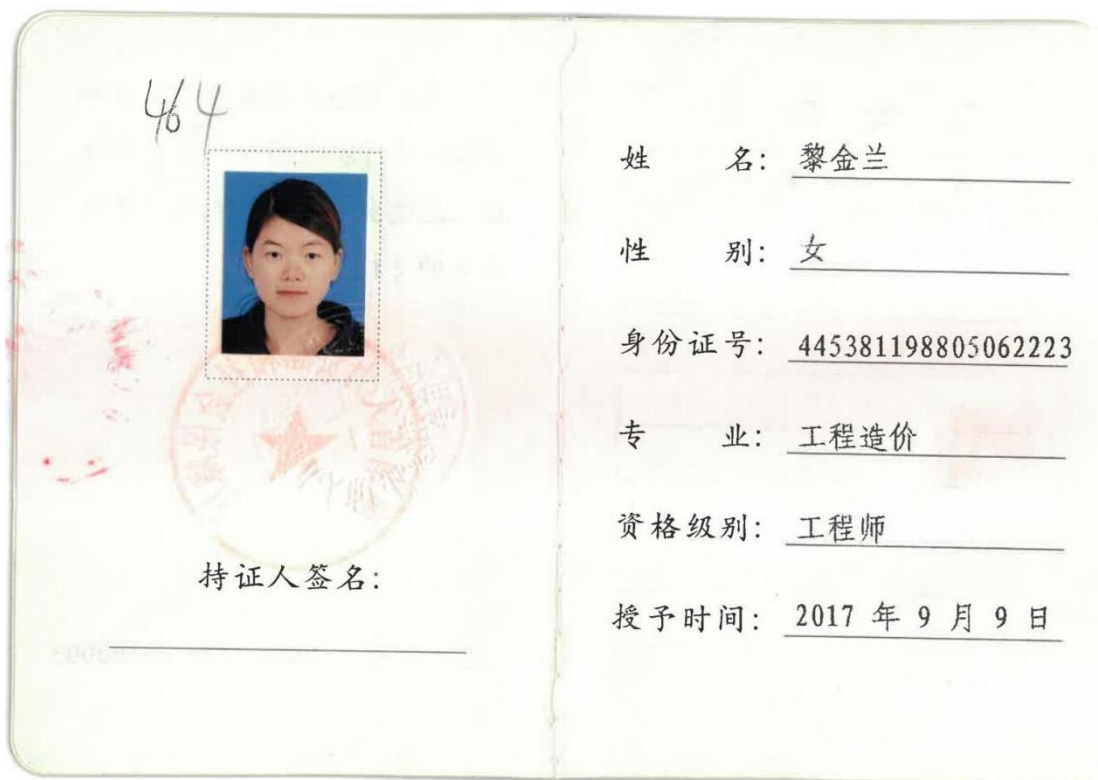 464
持证人签名：
姓 名： 黎金兰
性 别： 女
身份证号： 445381198805062223
专 业： 工程造价
资格级别： 工程师
授予时间： 2017 年 9 月 9 日